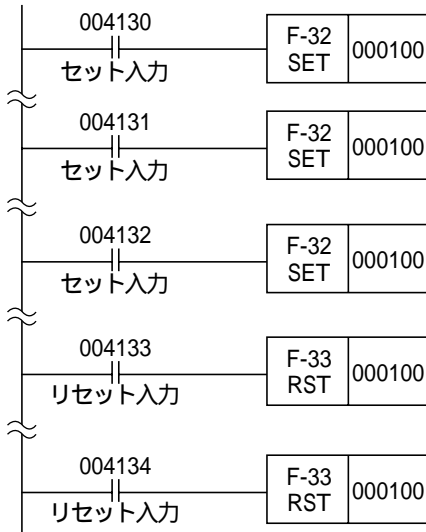 004130
セット入力
F-32
SET
000100
004131
セット入力
F-32
SET
000100
004132
セット入力
F-32
SET
000100
004133
リセット入力
F-33
RST
000100
004134
リセット入力
F-33
RST
000100